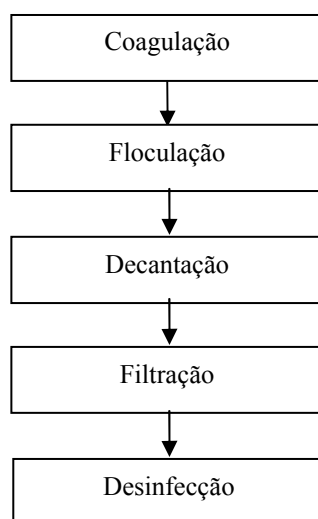 Coagulação
Floculação
Decantação
Filtração
Desinfecção